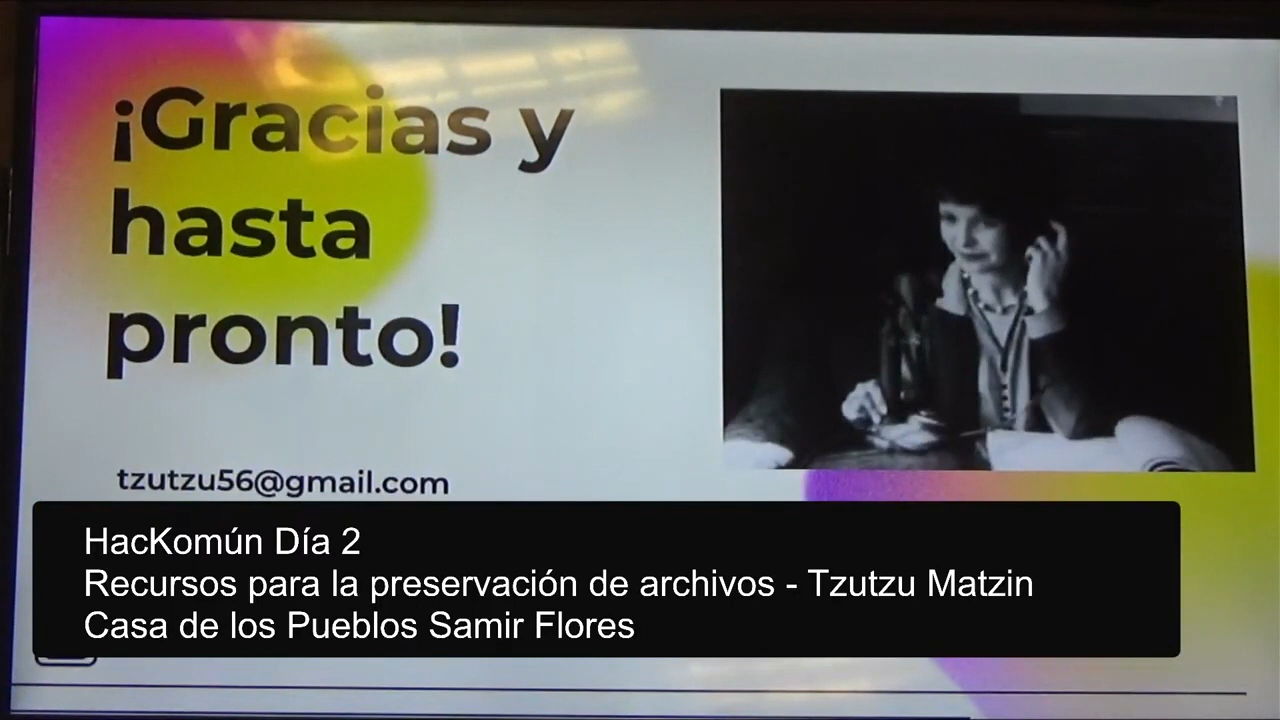 ¡Gracias y
hasta
pronto!
tzutzu56@gmail.com
HacKomún Día 2
Recursos para la preservación de archivos - Tzutzu Matzin
Casa de los Pueblos Samir Flores